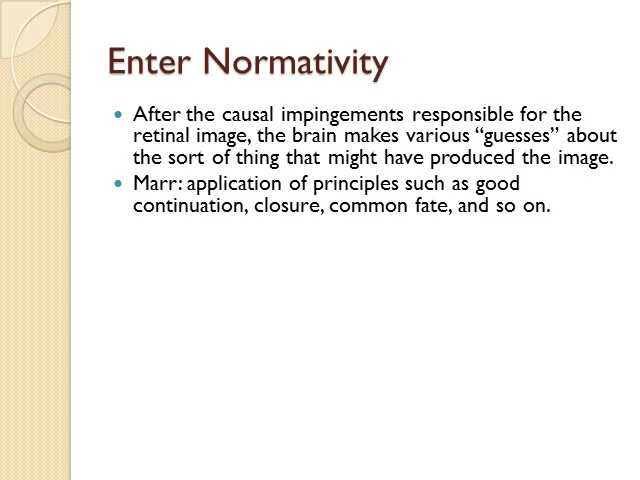 Enter Normativity
• After the causal impingements responsible for the
retinal image, the brain makes various “guesses” about
the sort of thing that might have produced the image.
• Marr: application of principles such as good
continuation, closure, common fate, and so on.